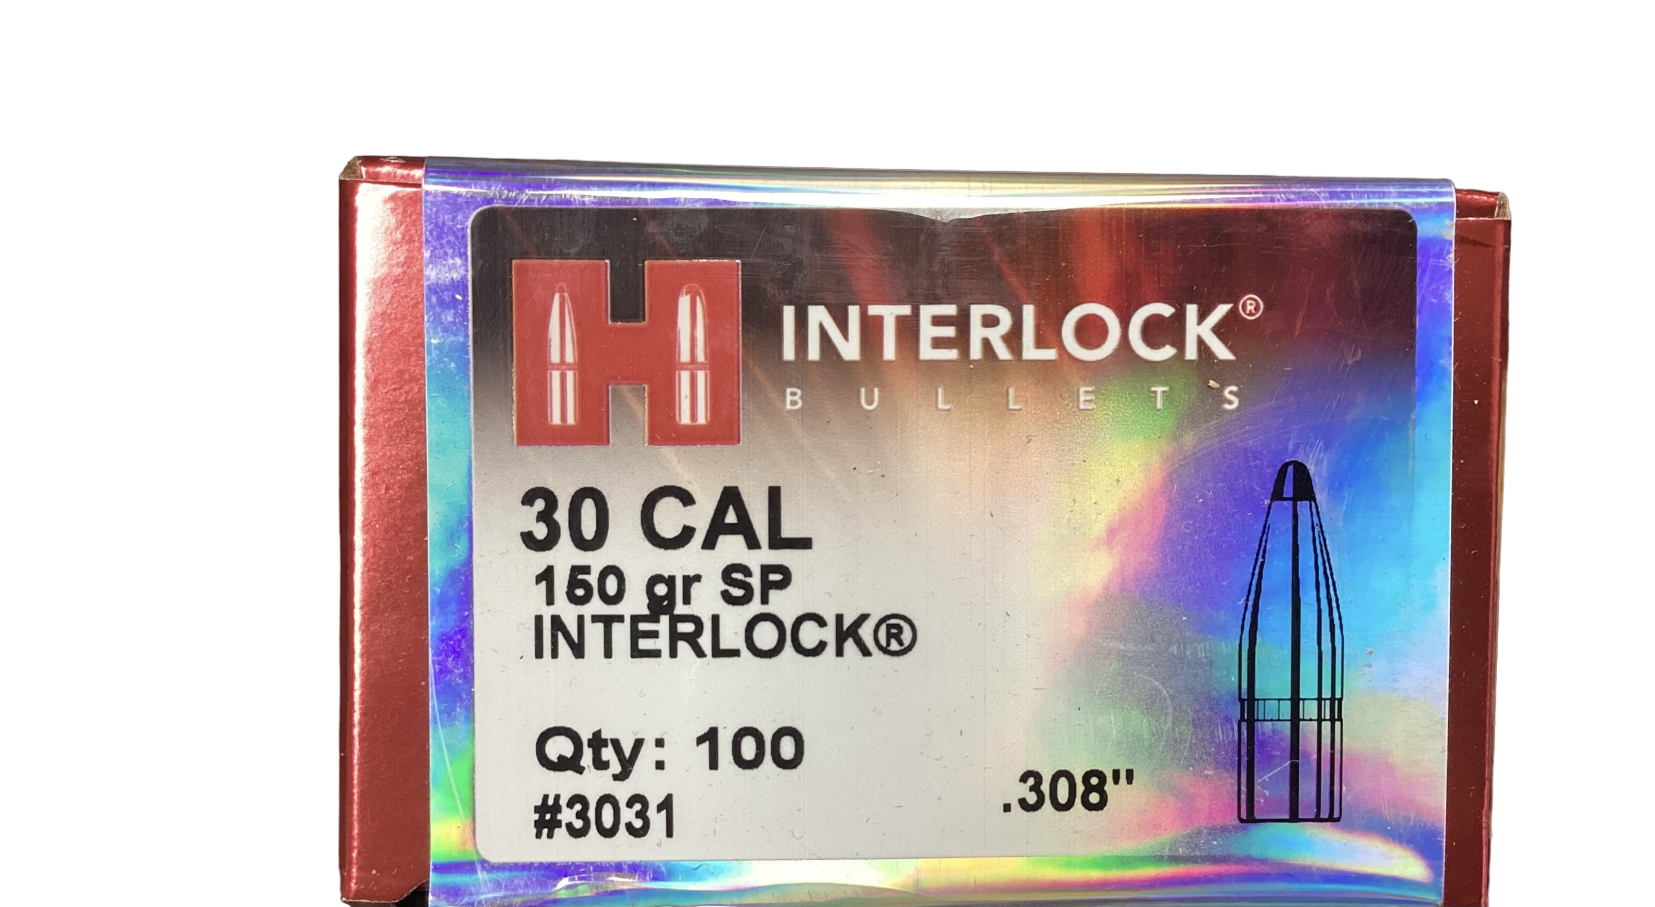 H INTERLOCK®
BULLETS
30 CAL
150 gr SP
INTERLOCK®
Qty: 100
#3031
.308"